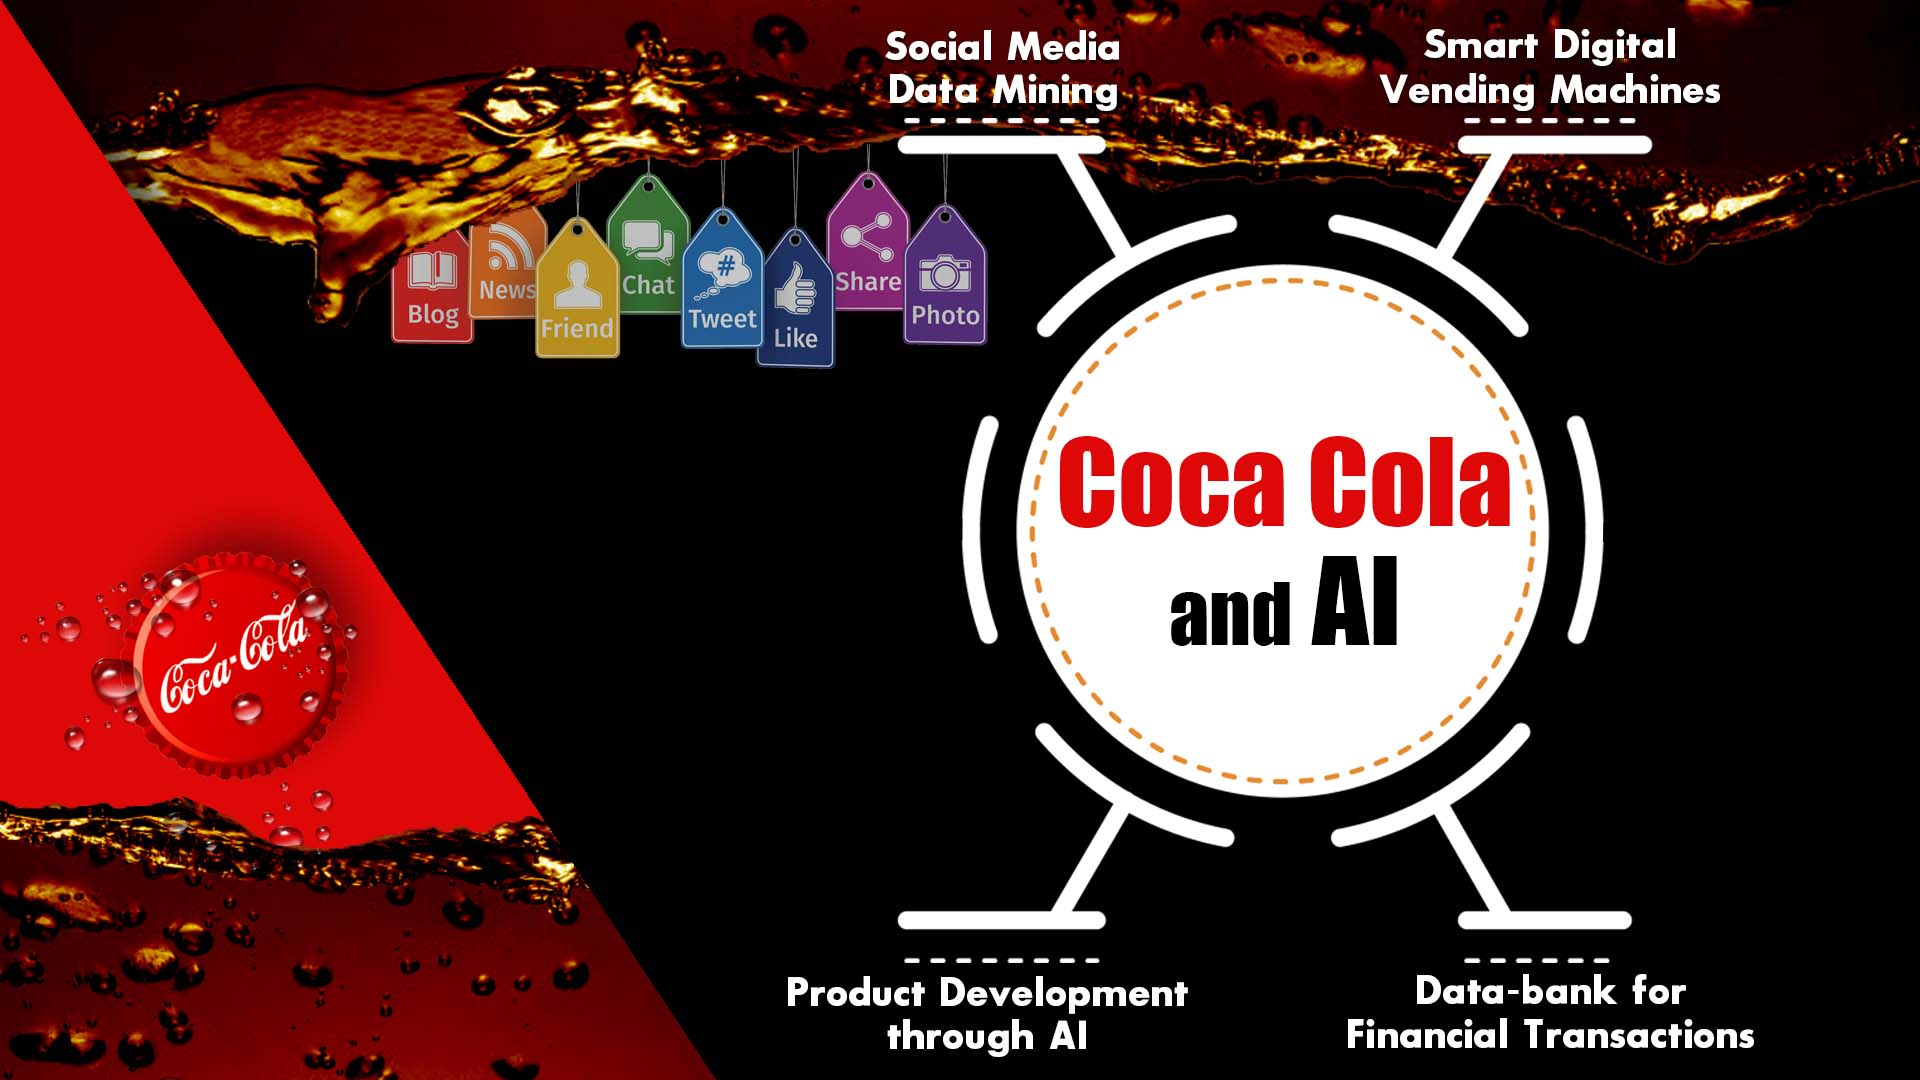 Social Media
Data Mining
Smart Digital
Vending Machines
Blog
News
Friend
Chat
#
Tweet
Like
Share
Photo
Coca Cola
and AI
Coca-Cola
Product Development
through AI
Data-bank for
Financial Transactions